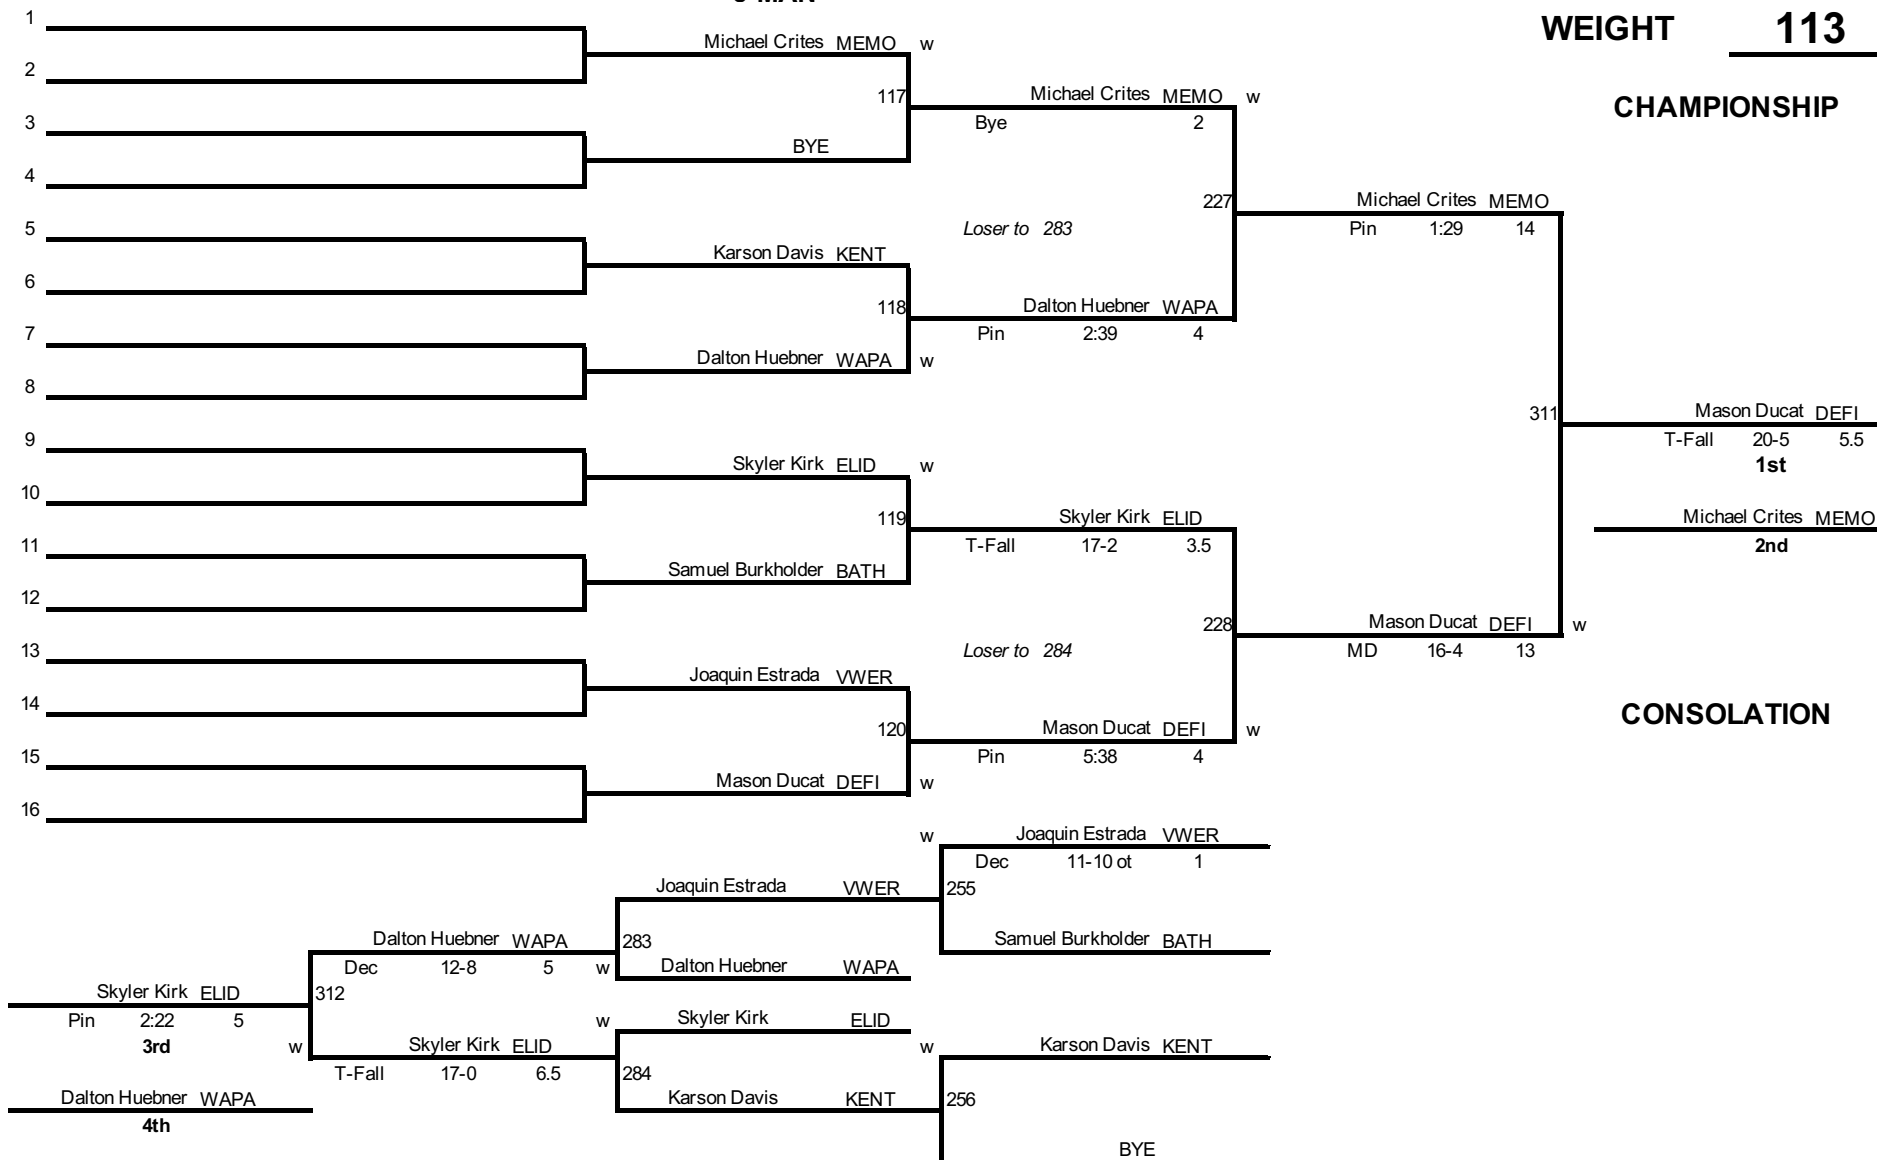 1
WEIGHT 113
Michael Crites MEMO w
2
117
Michael Crites MEMO w
Bye 2
CHAMPIONSHIP
3
BYE
4
227
Michael Crites MEMO
Pin 1:29 14
5
Loser to 283
Karson Davis KENT
6
118
Dalton Huebner WAPA
Pin 2:39 4
7
Dalton Huebner WAPA w
8
311
Mason Ducat DEFI
T-Fall 20-5 5.5
1st
9
Skyler Kirk ELID w
10
119
Skyler Kirk ELID
T-Fall 17-2 3.5
Michael Crites MEMO
2nd
11
Samuel Burkholder BATH
12
228
Mason Ducat DEFI w
MD 16-4 13
13
Loser to 284
Joaquin Estrada VWER
14
CONSOLATION
120
Mason Ducat DEFI w
Pin 5:38 4
15
Mason Ducat DEFI w
16
w Joaquin Estrada VWER
Dec 11-10 ot 1
Joaquin Estrada VWER 255
Dalton Huebner WAPA 283
Samuel Burkholder BATH
Dec 12-8 5 w Dalton Huebner WAPA
Skyler Kirk ELID 312
Pin 2:22 5
w Skyler Kirk ELID
3rd w
Skyler Kirk ELID
w Karson Davis KENT
T-Fall 17-0 6.5 284
Dalton Huebner WAPA
Karson Davis KENT 256
4th
BYE